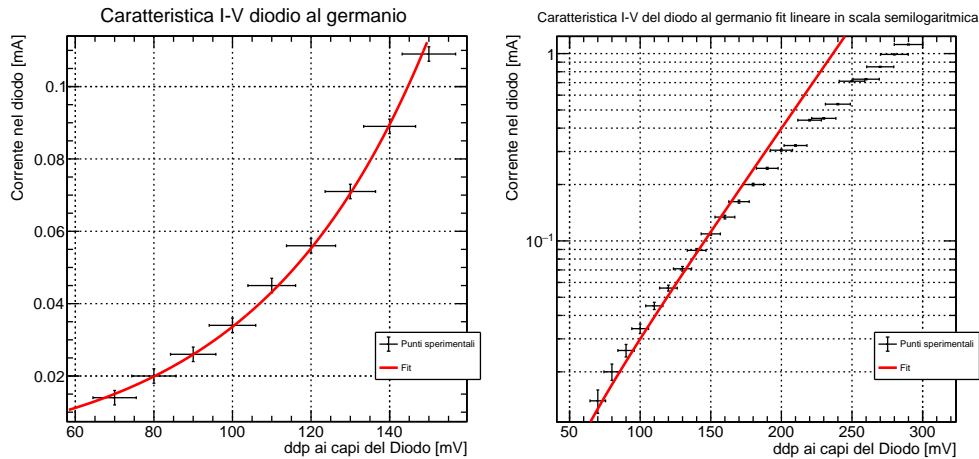 Caratteristica I-V diodio al germanio
Corrente nel diodo [mA]
0.1
0.08
0.06
0.04
0.02
60 80 100 120 140
ddp ai capi del Diodo [mV]
Punti sperimentali
Fit
Caratteristica I-V del diodo al germanio fit lineare in scala semilogaritmica
Corrente nel diodo [mA]
1
10⁻¹
50 100 150 200 250 300
ddp ai capi del Diodo [mV]
Punti sperimentali
Fit